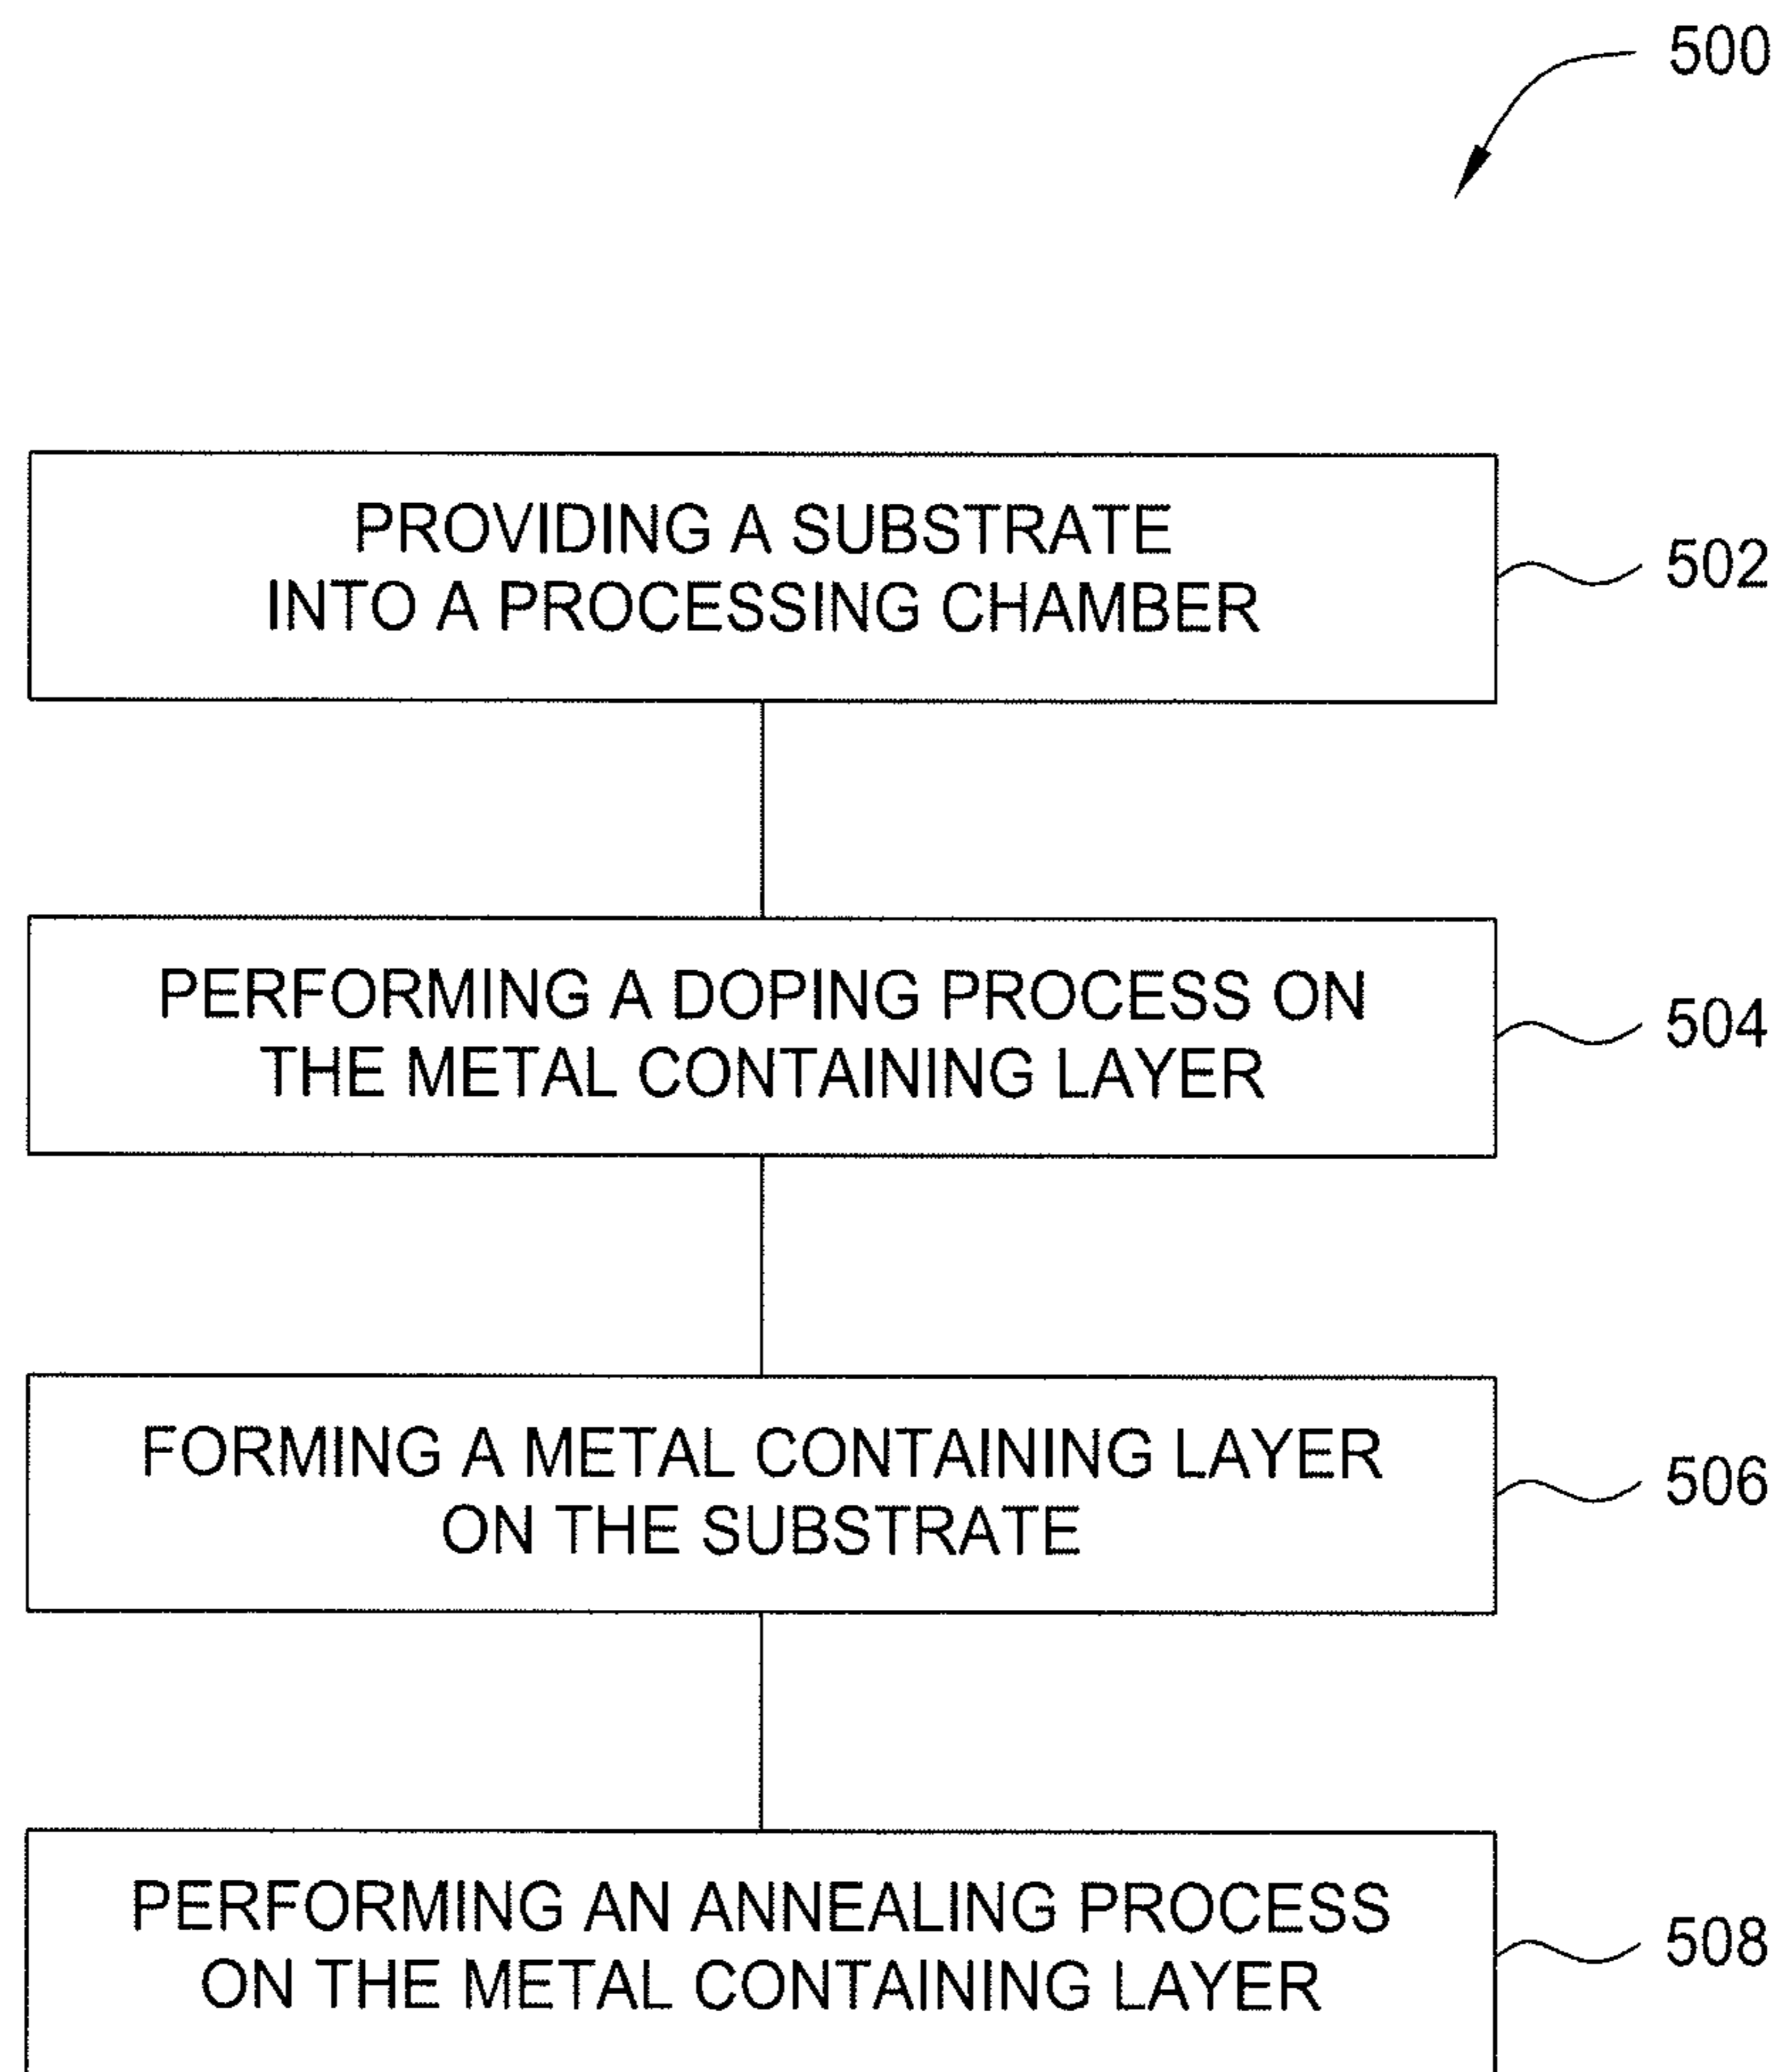 500
PROVIDING A SUBSTRATE
INTO A PROCESSING CHAMBER
502
PERFORMING A DOPING PROCESS ON
THE METAL CONTAINING LAYER
504
FORMING A METAL CONTAINING LAYER
ON THE SUBSTRATE
506
PERFORMING AN ANNEALING PROCESS
ON THE METAL CONTAINING LAYER
508